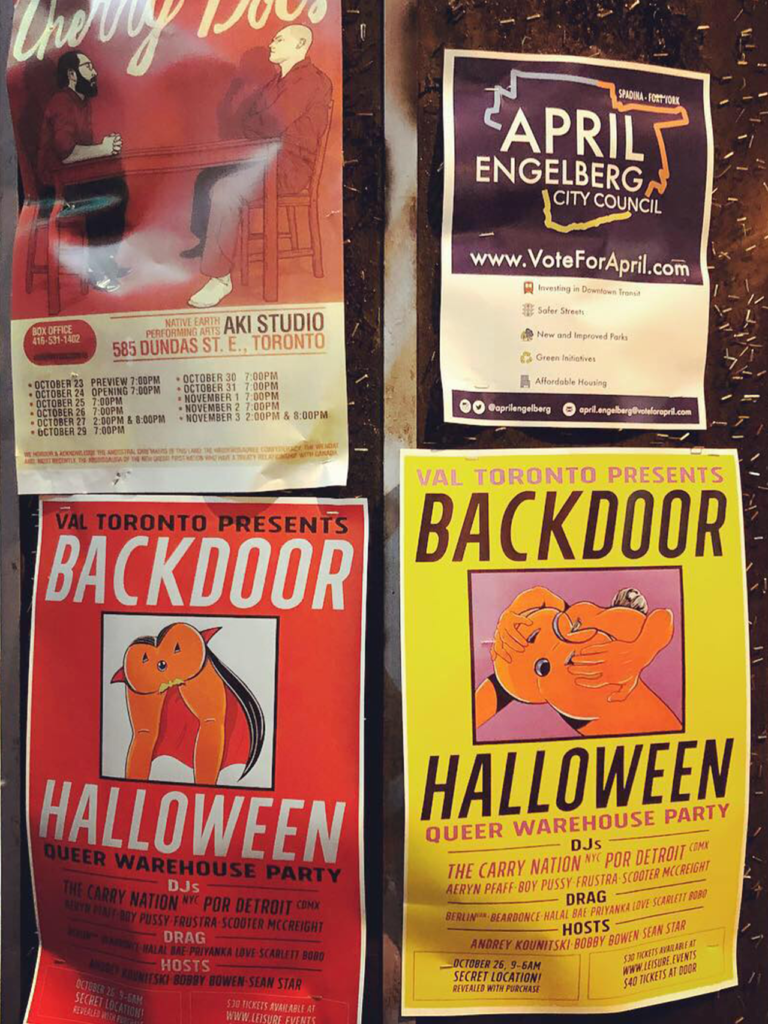 Cherry Docs
BOX OFFICE
416-531-1402
NATIVE EARTH
PERFORMING ARTS
AKI STUDIO
585 DUNDAS ST. E., TORONTO
• OCTOBER 23 PREVIEW 7:00PM
• OCTOBER 24 OPENING 7:00PM
• OCTOBER 25 7:00PM
• OCTOBER 26 7:00PM
• OCTOBER 27 2:00PM & 8:00PM
• OCTOBER 29 7:00PM
• OCTOBER 30 7:00PM
• OCTOBER 31 7:00PM
• NOVEMBER 1 7:00PM
• NOVEMBER 2 7:00PM
• NOVEMBER 3 2:00PM & 8:00PM
SPADINA - FORT YORK
APRIL
ENGELBERG
CITY COUNCIL
www.VoteForApril.com
Investing in Downtown Transit
Safer Streets
New and Improved Parks
Green Initiatives
Affordable Housing
@aprilengelberg
april.engelberg@voteforapril.com
VAL TORONTO PRESENTS
BACKDOOR
HALLOWEEN
QUEER WAREHOUSE PARTY
DJs
THE CARRY NATION NYC POR DETROIT CDMX
AERYN PFAFF-BOY PUSSY-FRUSTRA-SCOOTER MCCREIGHT
DRAG
BEARDONCE-HALAL BAE-PRIYANKA LOVE-SCARLETT BOBO
HOSTS
ANDREY KOUNITSKI-BOBBY BOWEN-SEAN STAR
OCTOBER 26, 9-6AM
SECRET LOCATION!
REVEALED WITH PURCHASE
$30 TICKETS AVAILABLE AT
WWW.LEISURE.EVENTS
VAL TORONTO PRESENTS
BACKDOOR
HALLOWEEN
QUEER WAREHOUSE PARTY
DJs
THE CARRY NATION NYC POR DETROIT CDMX
AERYN PFAFF-BOY PUSSY-FRUSTRA-SCOOTER MCCREIGHT
DRAG
BEARDONCE-HALAL BAE-PRIYANKA LOVE-SCARLETT BOBO
HOSTS
ANDREY KOUNITSKI-BOBBY BOWEN-SEAN STAR
OCTOBER 26, 9-6AM
SECRET LOCATION!
REVEALED WITH PURCHASE
$30 TICKETS AVAILABLE AT
WWW.LEISURE.EVENTS
$40 TICKETS AT DOOR